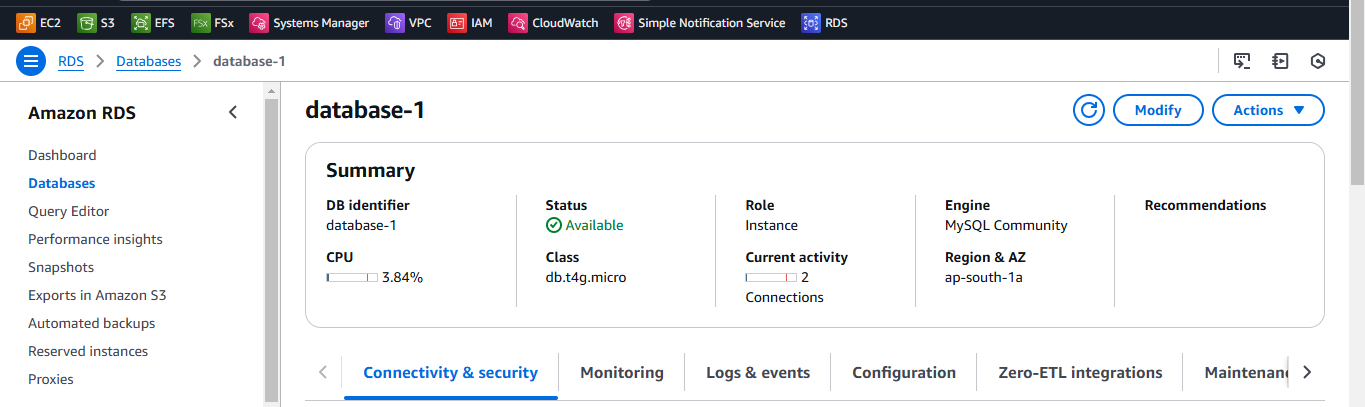 EC2 S3 EFS FSx FSx Systems Manager VPC IAM CloudWatch Simple Notification Service RDS
RDS > Databases > database-1
Amazon RDS
Dashboard
Databases
Query Editor
Performance insights
Snapshots
Exports in Amazon S3
Automated backups
Reserved instances
Proxies
database-1
Modify
Actions
Summary
DB identifier
database-1
CPU
3.84%
Status
Available
Class
db.t4g.micro
Role
Instance
Current activity
2
Connections
Engine
MySQL Community
Region & AZ
ap-south-1a
Recommendations
Connectivity & security Monitoring Logs & events Configuration Zero-ETL integrations Maintenan